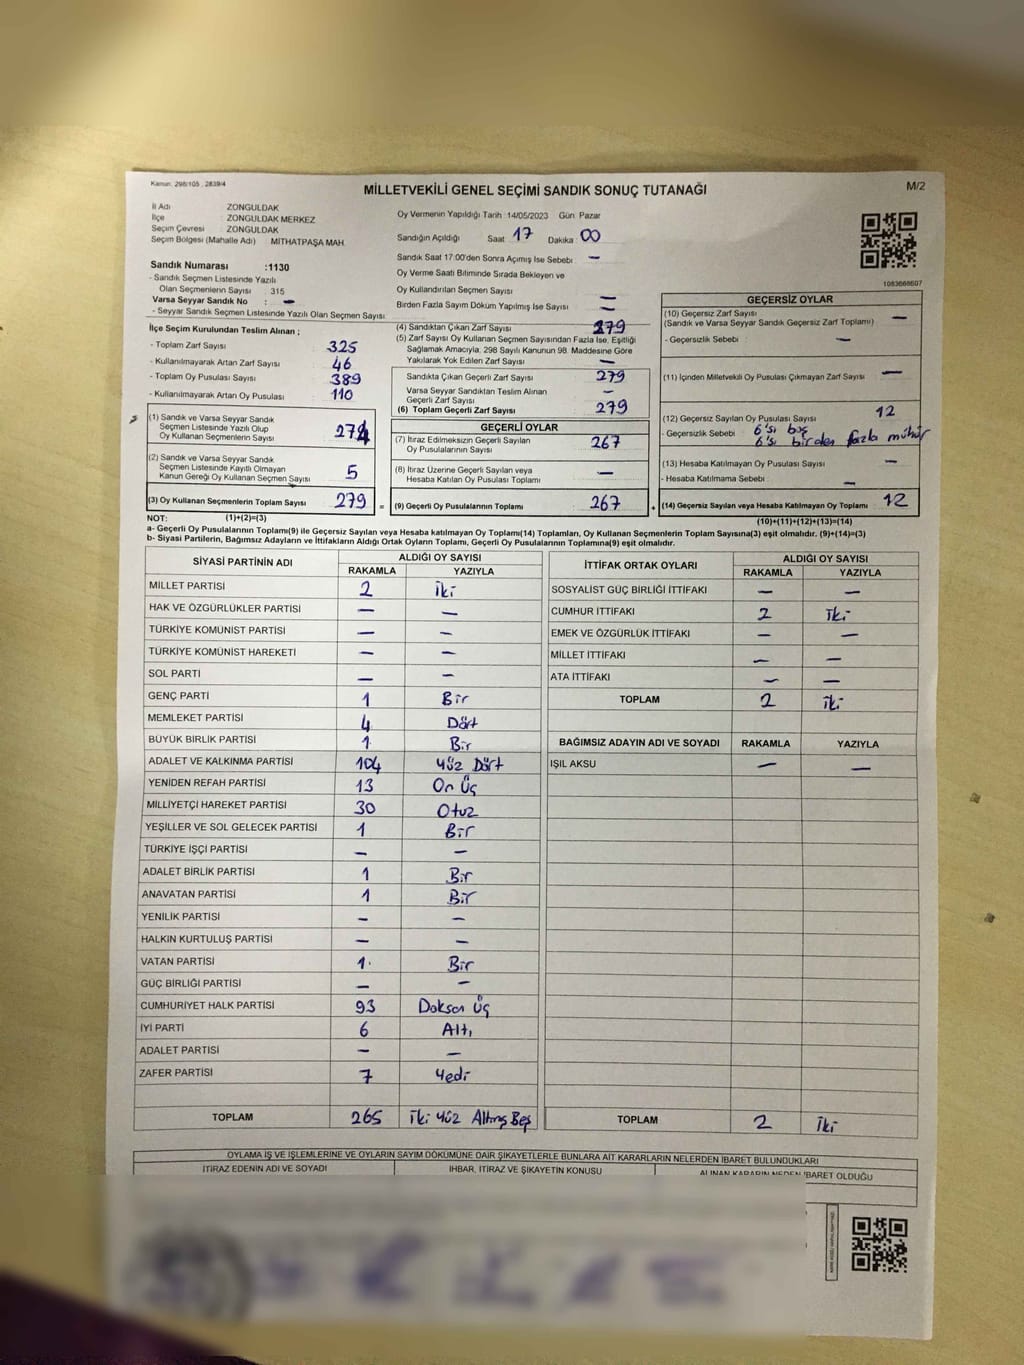 Kanun: 298/105 , 2839/4
MİLLETVEKİLİ GENEL SEÇİMİ SANDIK SONUÇ TUTANAĞI
M/2
İl Adı : ZONGULDAK
İlçe : ZONGULDAK MERKEZ
Seçim Çevresi : ZONGULDAK
Seçim Bölgesi (Mahalle Adı) : MİTHATPAŞA MAH.
Sandık Numarası :1130
- Sandık Seçmen Listesinde Yazılı
Olan Seçmenlerin Sayısı : 315
Varsa Seyyar Sandık No : —
- Seyyar Sandık Seçmen Listesinde Yazılı Olan Seçmen Sayısı :
Oy Vermenin Yapıldığı Tarih : 14/05/2023 Gün: Pazar
Sandığın Açıldığı Saat 17 Dakika 00
Sandık Saat 17:00'den Sonra Açımış İse Sebebi : —
Oy Verme Saati Bitiminde Sırada Bekleyen ve
Oy Kullandırılan Seçmen Sayısı —
Birden Fazla Sayım Döküm Yapılmış İse Sayısı —
1083668607
İlçe Seçim Kurulundan Teslim Alınan ;
- Toplam Zarf Sayısı 325
- Kullanılmayarak Artan Zarf Sayısı 46
- Toplam Oy Pusulası Sayısı 389
- Kullanılmayarak Artan Oy Pusulası 110
(1) Sandık ve Varsa Seyyar Sandık
Seçmen Listesinde Yazılı Olup
Oy Kullanan Seçmenlerin Sayısı 274
(2) Sandık ve Varsa Seyyar Sandık
Seçmen Listesinde Kayıtlı Olmayan
Kanun Gereği Oy Kullanan Seçmen Sayısı 5
(3) Oy Kullanan Seçmenlerin Toplam Sayısı 279
(1)+(2)=(3)
(4) Sandıktan Çıkan Zarf Sayısı 279
(5) Zarf Sayısı Oy Kullanan Seçmen Sayısından Fazla İse, Eşitliği
Sağlamak Amacıyla, 298 Sayılı Kanunun 98. Maddesine Göre
Yakılarak Yok Edilen Zarf Sayısı —
Sandıkta Çıkan Geçerli Zarf Sayısı 279
Varsa Seyyar Sandıktan Teslim Alınan
Geçerli Zarf Sayısı —
(6) Toplam Geçerli Zarf Sayısı 279
GEÇERLİ OYLAR
(7) İtiraz Edilmeksizin Geçerli Sayılan
Oy Pusulalarının Sayısı 267
(8) İtiraz Üzerine Geçerli Sayılan veya
Hesaba Katılan Oy Pusulası Toplamı —
= (9) Geçerli Oy Pusulalarının Toplamı 267 +
GEÇERSİZ OYLAR
(10) Geçersiz Zarf Sayısı
(Sandık ve Varsa Seyyar Sandık Geçersiz Zarf Toplamı) —
- Geçersizlik Sebebi : —
(11) İçinden Milletvekili Oy Pusulası Çıkmayan Zarf Sayısı —
(12) Geçersiz Sayılan Oy Pusulası Sayısı 12
- Geçersizlik Sebebi : 6'sı boş
6'sı birden fazla mühür
(13) Hesaba Katılmayan Oy Pusulası Sayısı —
- Hesaba Katılmama Sebebi : —
(14) Geçersiz Sayılan veya Hesaba Katılmayan Oy Toplamı 12
(10)+(11)+(12)+(13)=(14)
NOT:
a- Geçerli Oy Pusulalarının Toplamı(9) ile Geçersiz Sayılan veya Hesaba katılmayan Oy Toplam(14) Toplamları, Oy Kullanan Seçmenlerin Toplam Sayısına(3) eşit olmalıdır. (9)+(14)=(3)
b- Siyasi Partilerin, Bağımsız Adayların ve İttifakların Aldığı Ortak Oyların Toplamı, Geçerli Oy Pusulalarının Toplamına(9) eşit olmalıdır.
SİYASİ PARTİNİN ADI ALDIĞI OY SAYISI
RAKAMLA YAZIYLA
MİLLET PARTİSİ 2 İki
HAK VE ÖZGÜRLÜKLER PARTİSİ — —
TÜRKİYE KOMÜNİST PARTİSİ — —
TÜRKİYE KOMÜNİST HAREKETİ — —
SOL PARTİ — —
GENÇ PARTİ 1 Bir
MEMLEKET PARTİSİ 4 Dört
BÜYÜK BİRLİK PARTİSİ 1 Bir
ADALET VE KALKINMA PARTİSİ 104 Yüz Dört
YENİDEN REFAH PARTİSİ 13 On Üç
MİLLİYETÇİ HAREKET PARTİSİ 30 Otuz
YEŞİLLER VE SOL GELECEK PARTİSİ 1 Bir
TÜRKİYE İŞÇİ PARTİSİ — —
ADALET BİRLİK PARTİSİ 1 Bir
ANAVATAN PARTİSİ 1 Bir
YENİLİK PARTİSİ — —
HALKIN KURTULUŞ PARTİSİ — —
VATAN PARTİSİ 1 Bir
GÜÇ BİRLİĞİ PARTİSİ — —
CUMHURİYET HALK PARTİSİ 93 Doksan Üç
İYİ PARTİ 6 Altı
ADALET PARTİSİ — —
ZAFER PARTİSİ 7 Yedi
TOPLAM 265 İki Yüz Altmış Beş
İTTİFAK ORTAK OYLARI ALDIĞI OY SAYISI
RAKAMLA YAZIYLA
SOSYALİST GÜÇ BİRLİĞİ İTTİFAKI — —
CUMHUR İTTİFAKI 2 İki
EMEK VE ÖZGÜRLÜK İTTİFAKI — —
MİLLET İTTİFAKI — —
ATA İTTİFAKI — —
TOPLAM 2 İki
BAĞIMSIZ ADAYIN ADI VE SOYADI RAKAMLA YAZIYLA
IŞIL AKSU — —
TOPLAM 2 İki
OYLAMA İŞ VE İŞLEMLERİNE VE OYLARIN SAYIM DÖKÜMÜNE DAİR ŞİKAYETLERLE BUNLARA AİT KARARLARIN NELERDEN İBARET BULUNDUKLARI
İTİRAZ EDENİN ADI VE SOYADI İHBAR, İTİRAZ VE ŞİKAYETİN KONUSU ALINAN KARARIN NEDEN İBARET OLDUĞU